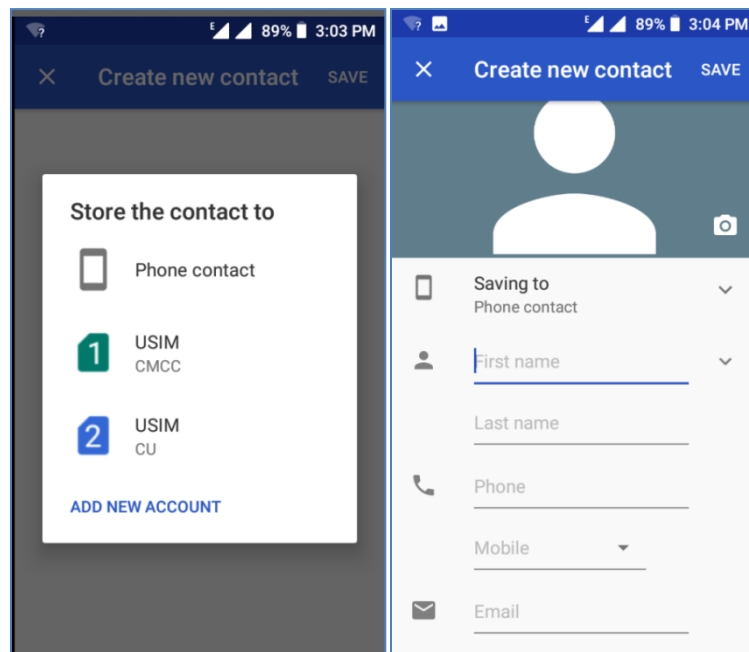 E 89% 3:03 PM
Create new contact SAVE
Store the contact to
Phone contact
1 USIM
CMCC
2 USIM
CU
ADD NEW ACCOUNT
E 89% 3:04 PM
Create new contact SAVE
Saving to
Phone contact
First name
Last name
Phone
Mobile
Email